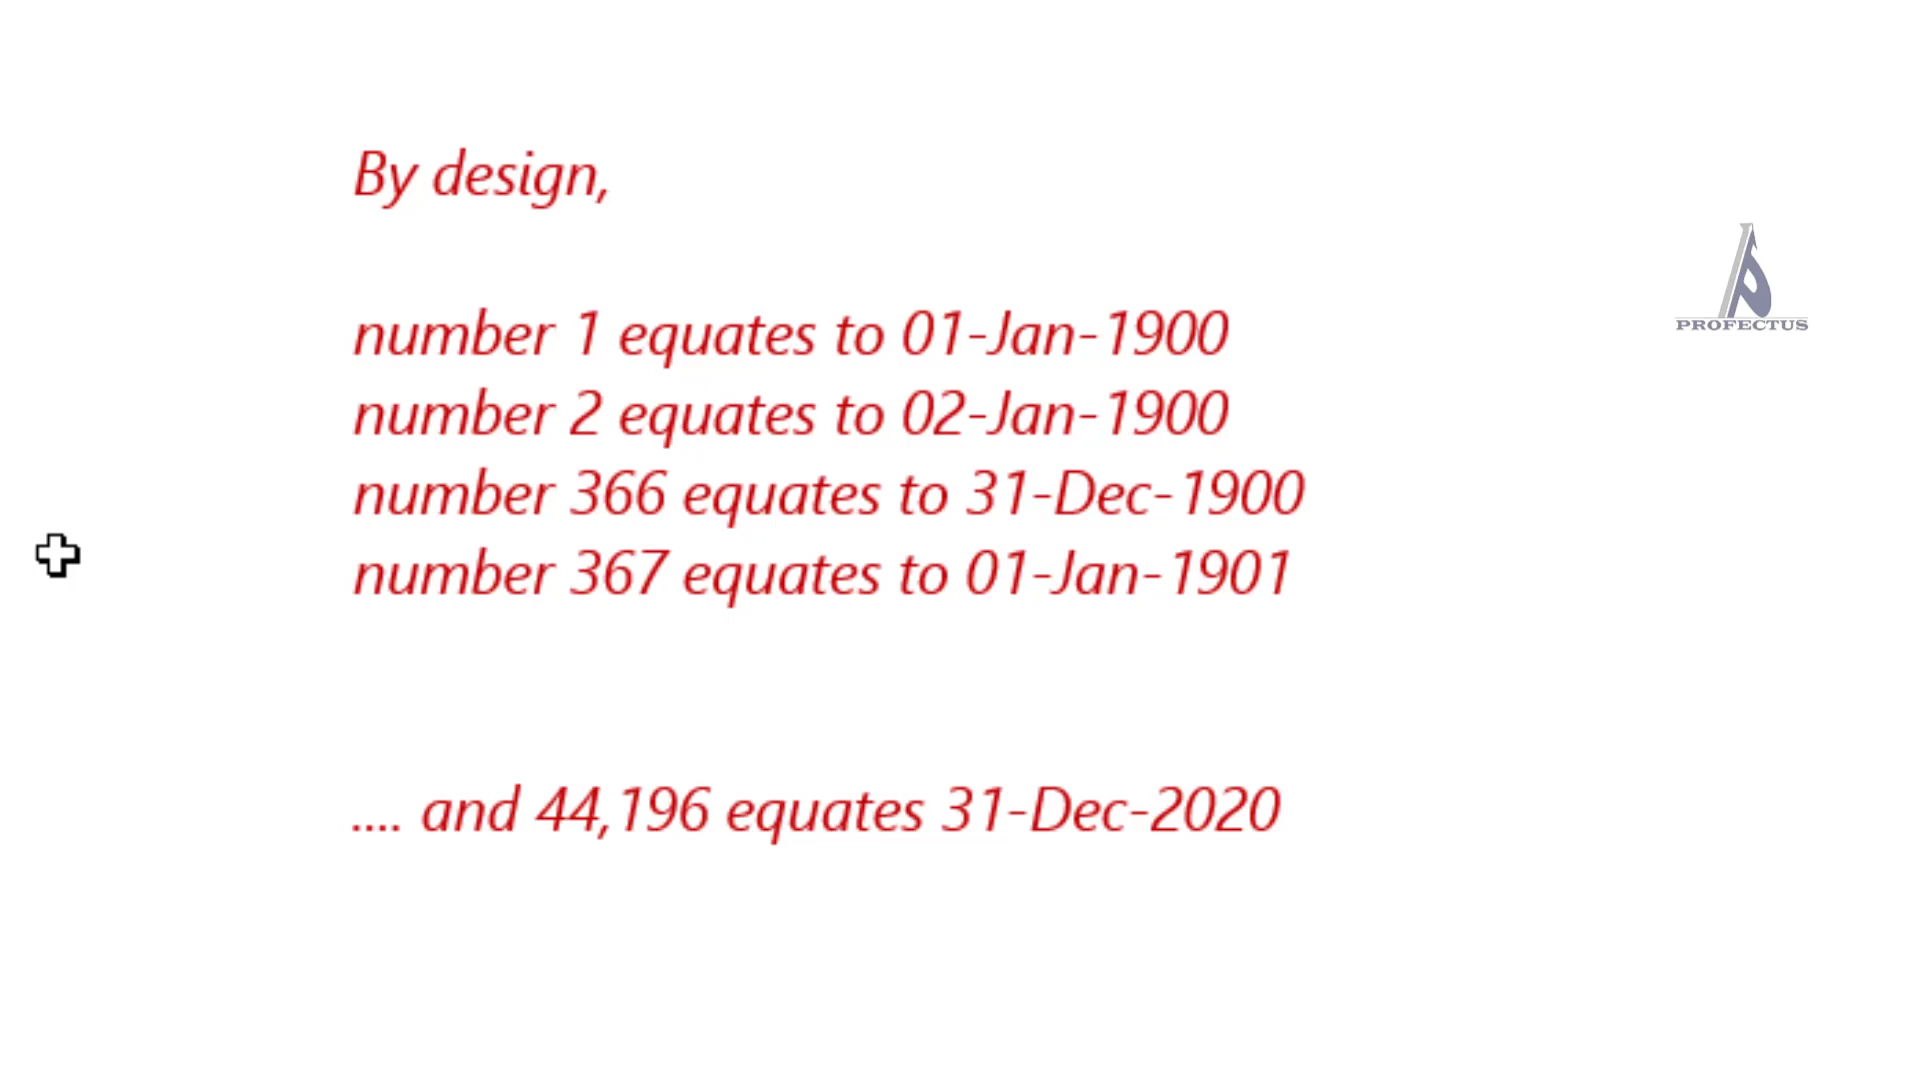 By design,
number 1 equates to 01-Jan-1900
number 2 equates to 02-Jan-1900
number 366 equates to 31-Dec-1900
number 367 equates to 01-Jan-1901
.... and 44,196 equates 31-Dec-2020
PROFECTUS